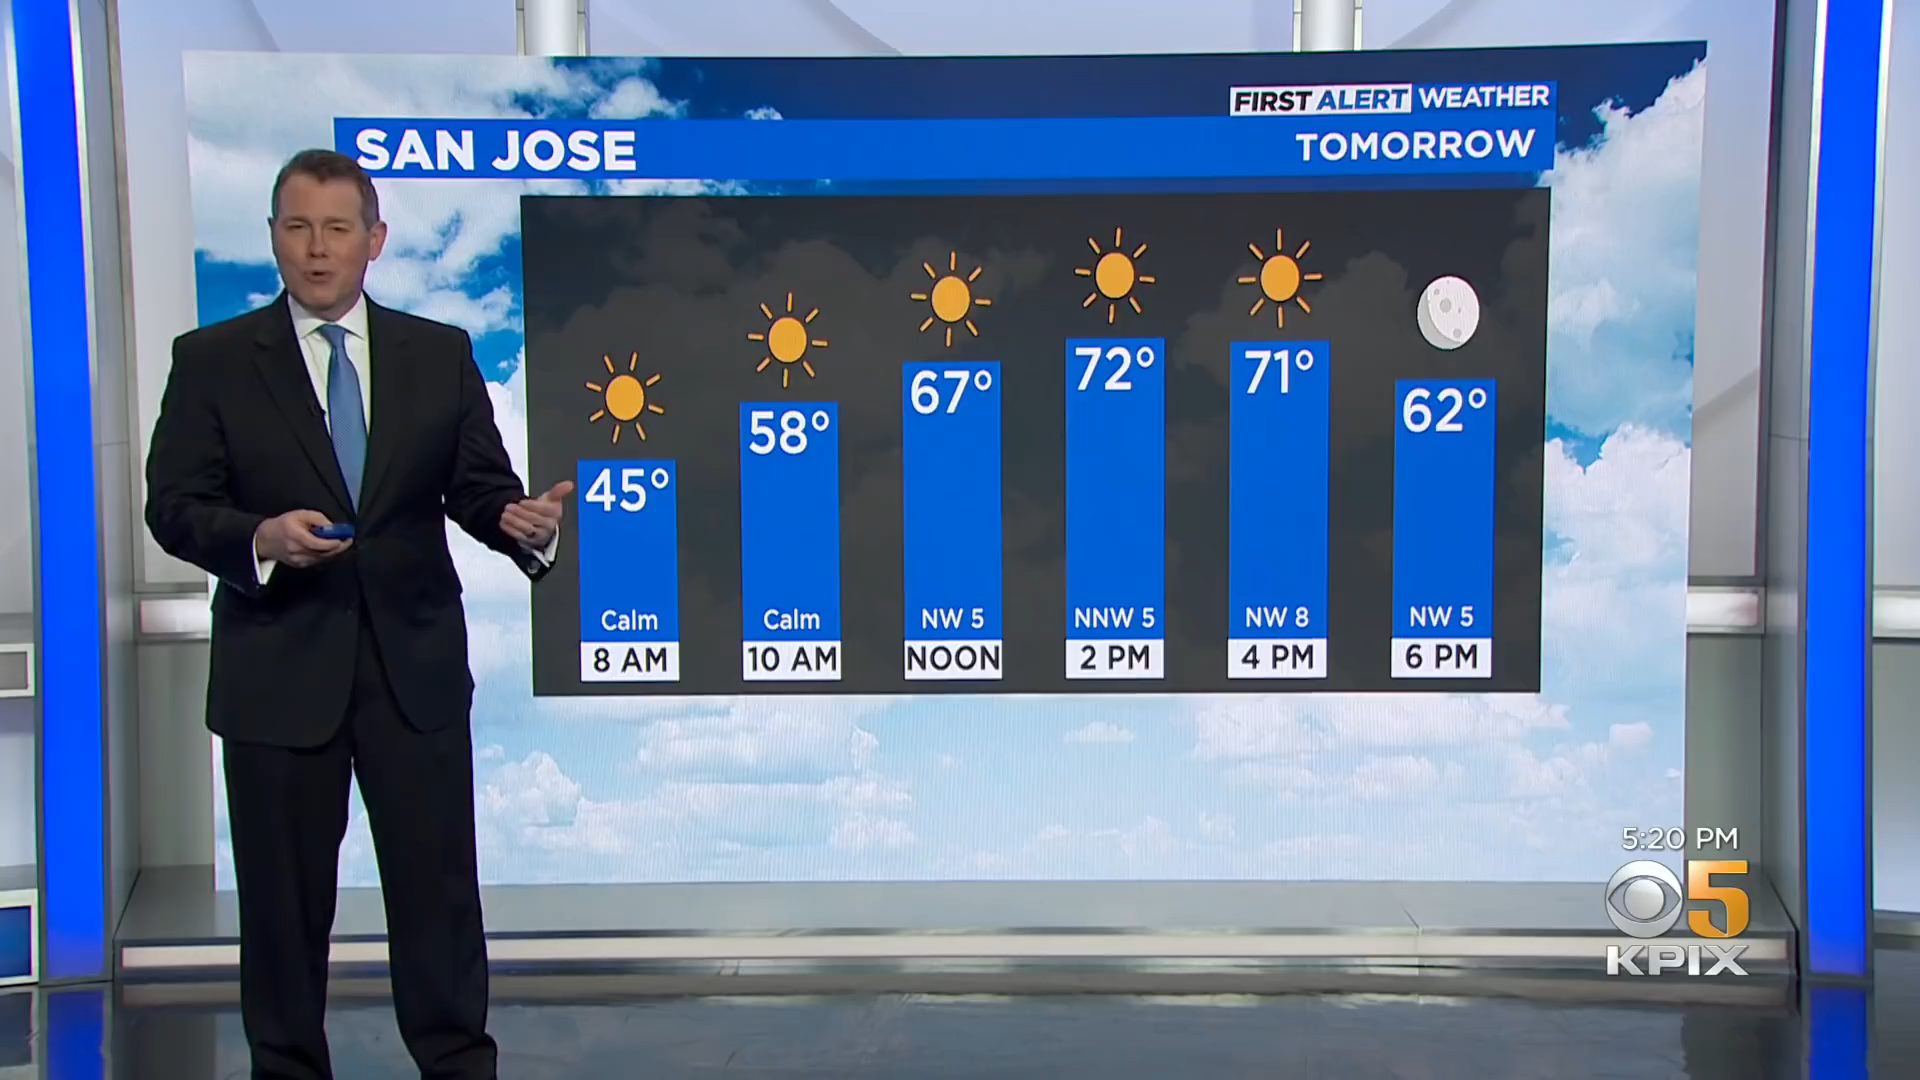 FIRST ALERT WEATHER
SAN JOSE
TOMORROW
45° 58° 67° 72° 71° 62°
Calm Calm NW 5 NNW 5 NW 8 NW 5
8 AM 10 AM NOON 2 PM 4 PM 6 PM
5:20 PM
5
KPIX